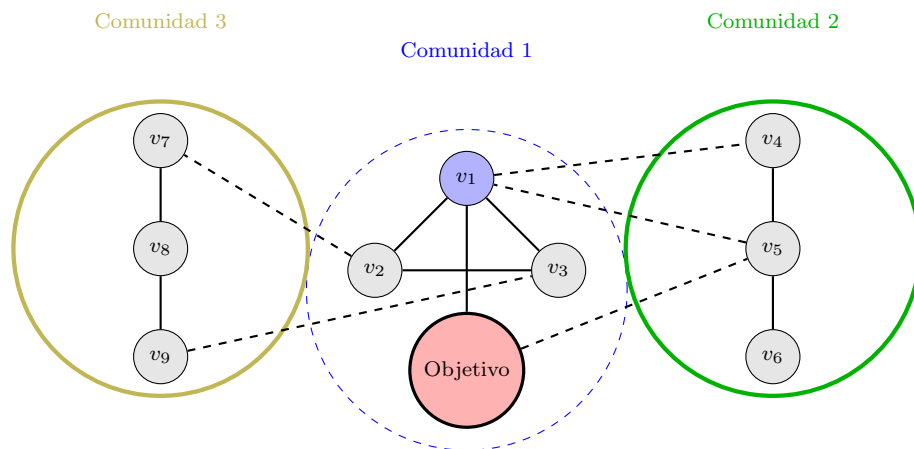 Comunidad 3
Comunidad 2
Comunidad 1
v7
v4
v1
v8
v5
v2
v3
v9
v6
Objetivo